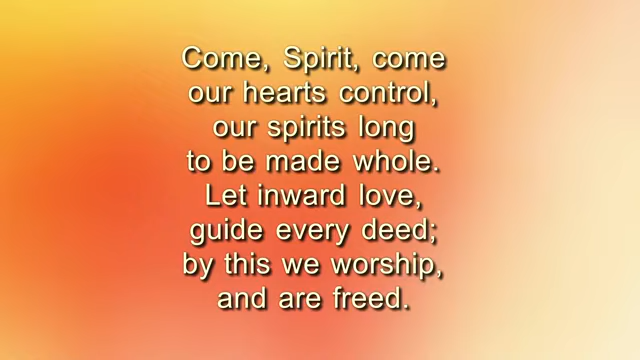 Come, Spirit, come
our hearts control,
our spirits long
to be made whole.
Let inward love,
guide every deed;
by this we worship,
and are freed.